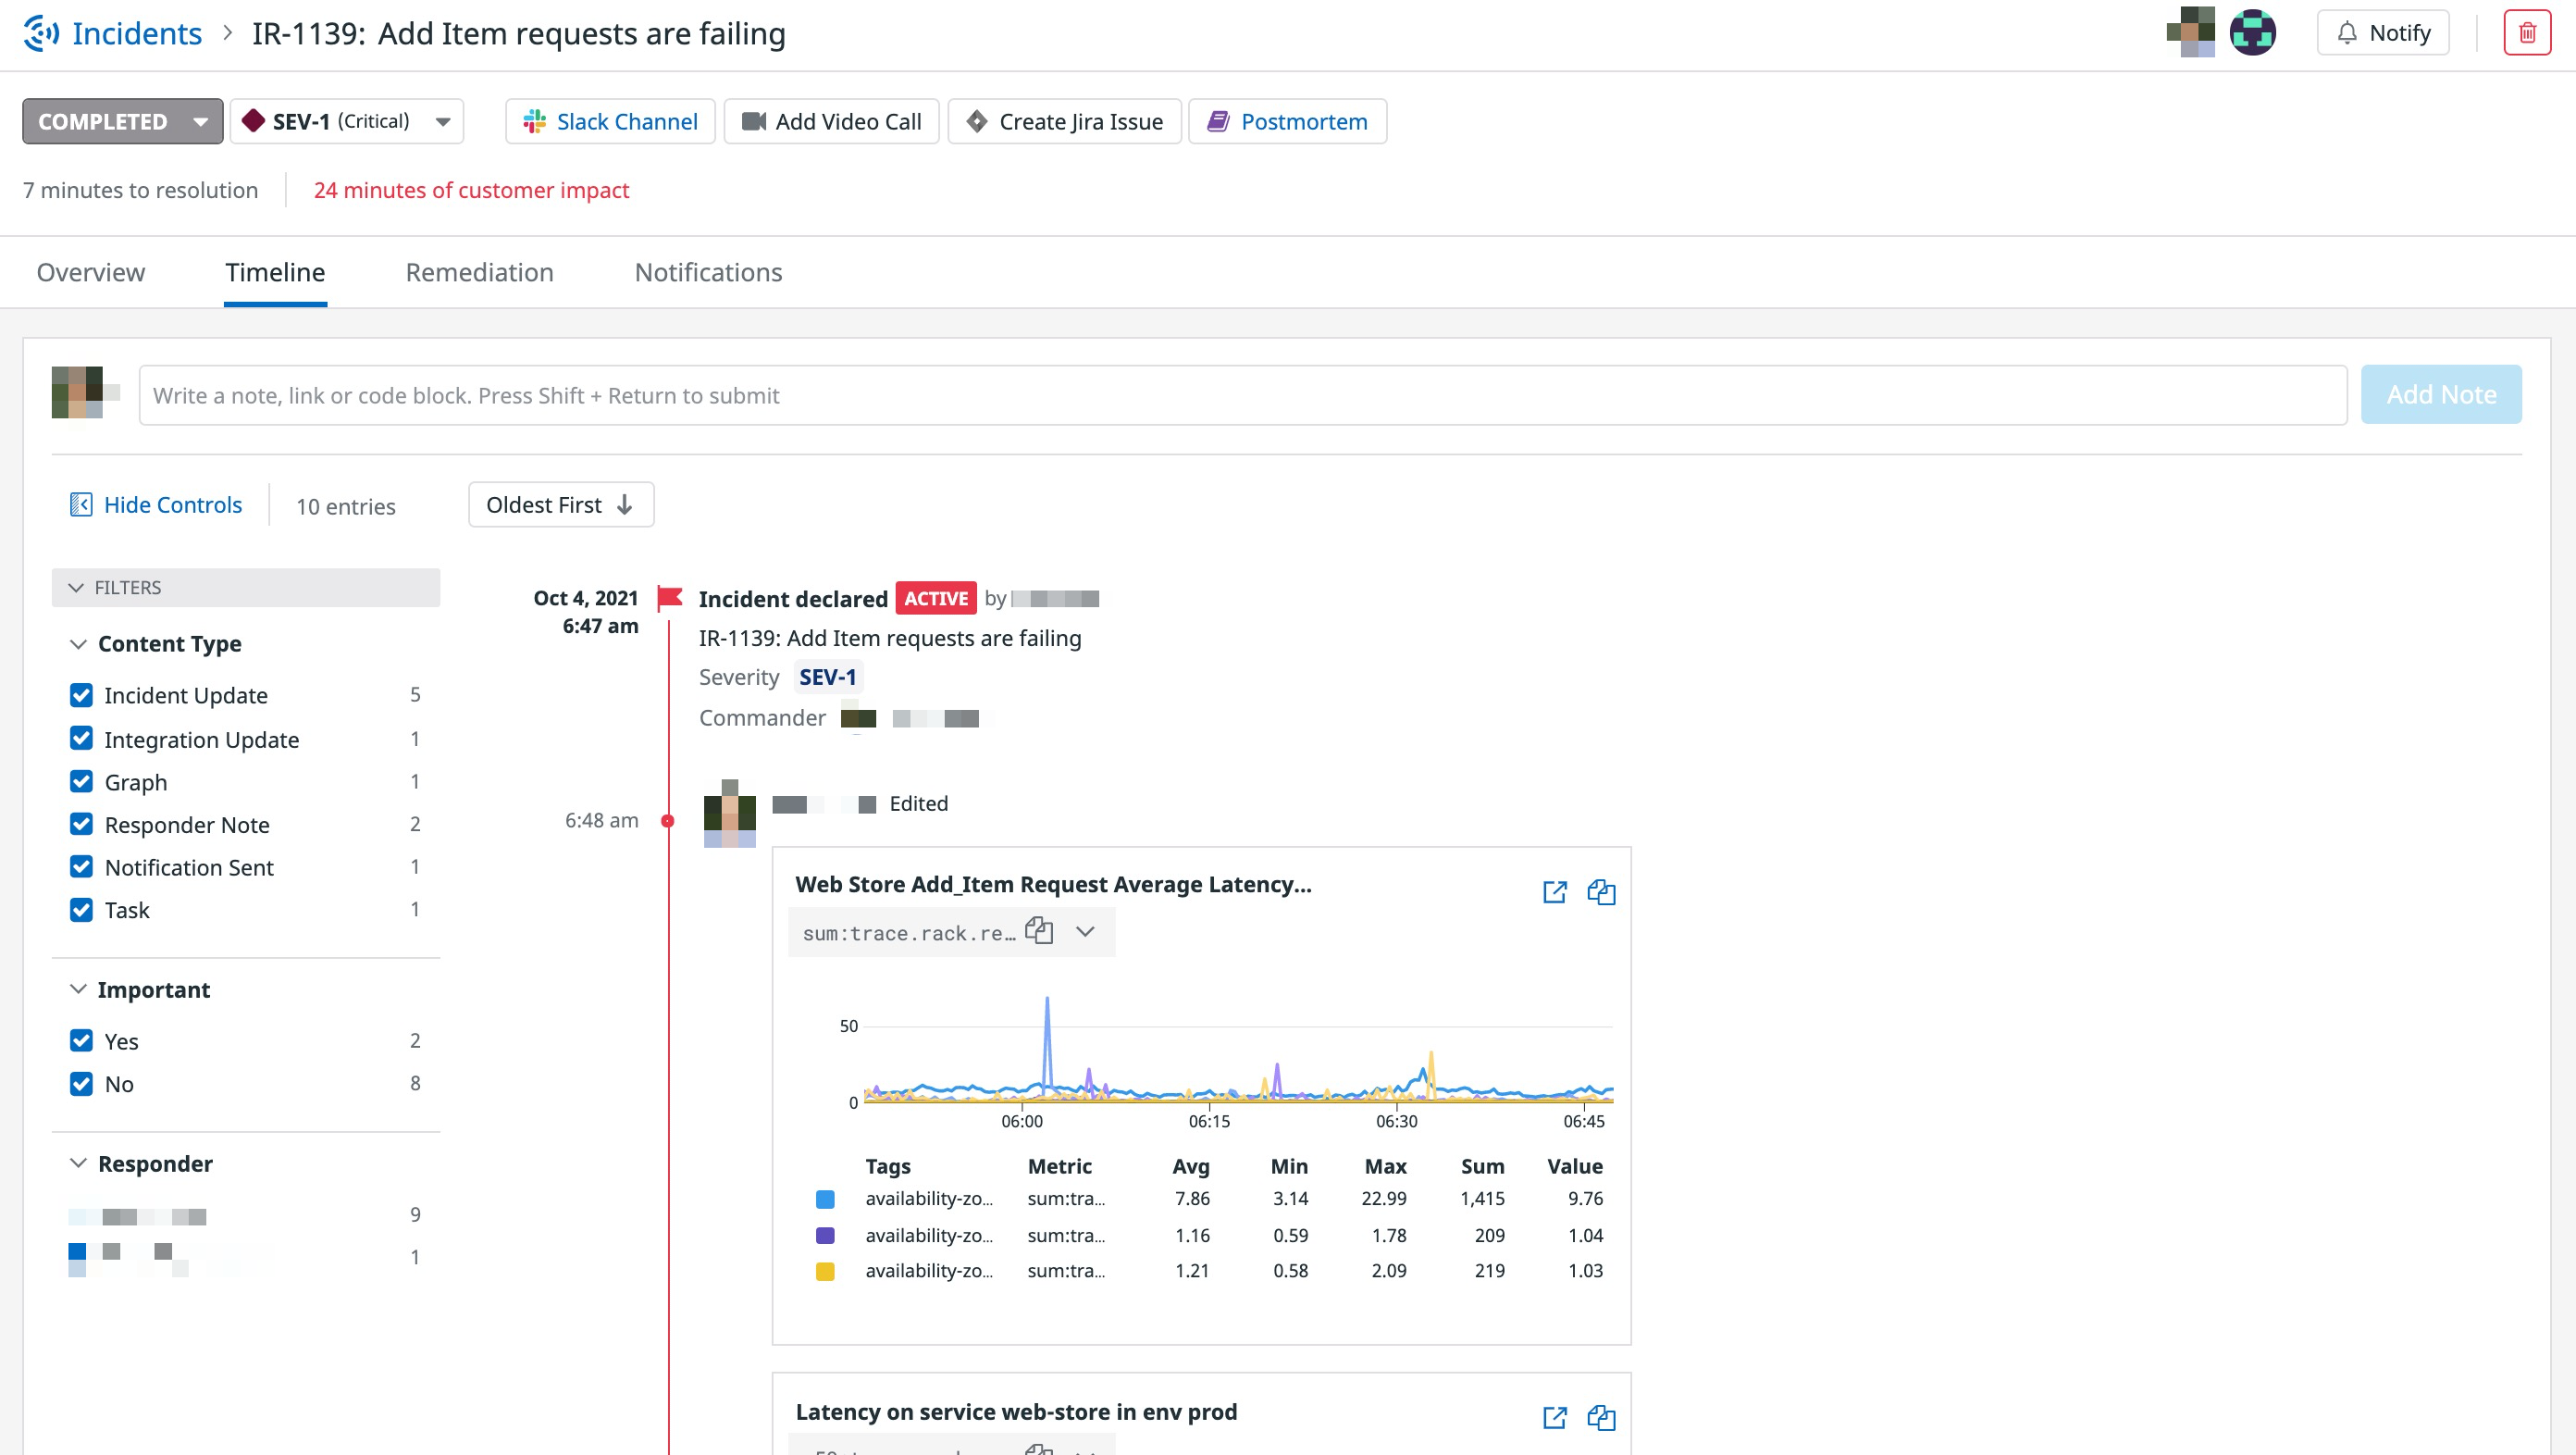 Incidents > IR-1139: Add Item requests are failing
Notify
COMPLETED
SEV-1 (Critical)
Slack Channel
Add Video Call
Create Jira Issue
Postmortem
7 minutes to resolution
24 minutes of customer impact
Overview
Timeline
Remediation
Notifications
Write a note, link or code block. Press Shift + Return to submit
Add Note
Hide Controls
10 entries
Oldest First
FILTERS
Content Type
Incident Update 5
Integration Update 1
Graph 1
Responder Note 2
Notification Sent 1
Task 1
Important
Yes 2
No 8
Responder
9
1
Oct 4, 2021
6:47 am
Incident declared ACTIVE by
IR-1139: Add Item requests are failing
Severity SEV-1
Commander
6:48 am
Edited
Web Store Add_Item Request Average Latency...
sum:trace.rack.re...
50
0
06:00 06:15 06:30 06:45
Tags Metric Avg Min Max Sum Value
availability-zo... sum:tra... 7.86 3.14 22.99 1,415 9.76
availability-zo... sum:tra... 1.16 0.59 1.78 209 1.04
availability-zo... sum:tra... 1.21 0.58 2.09 219 1.03
Latency on service web-store in env prod